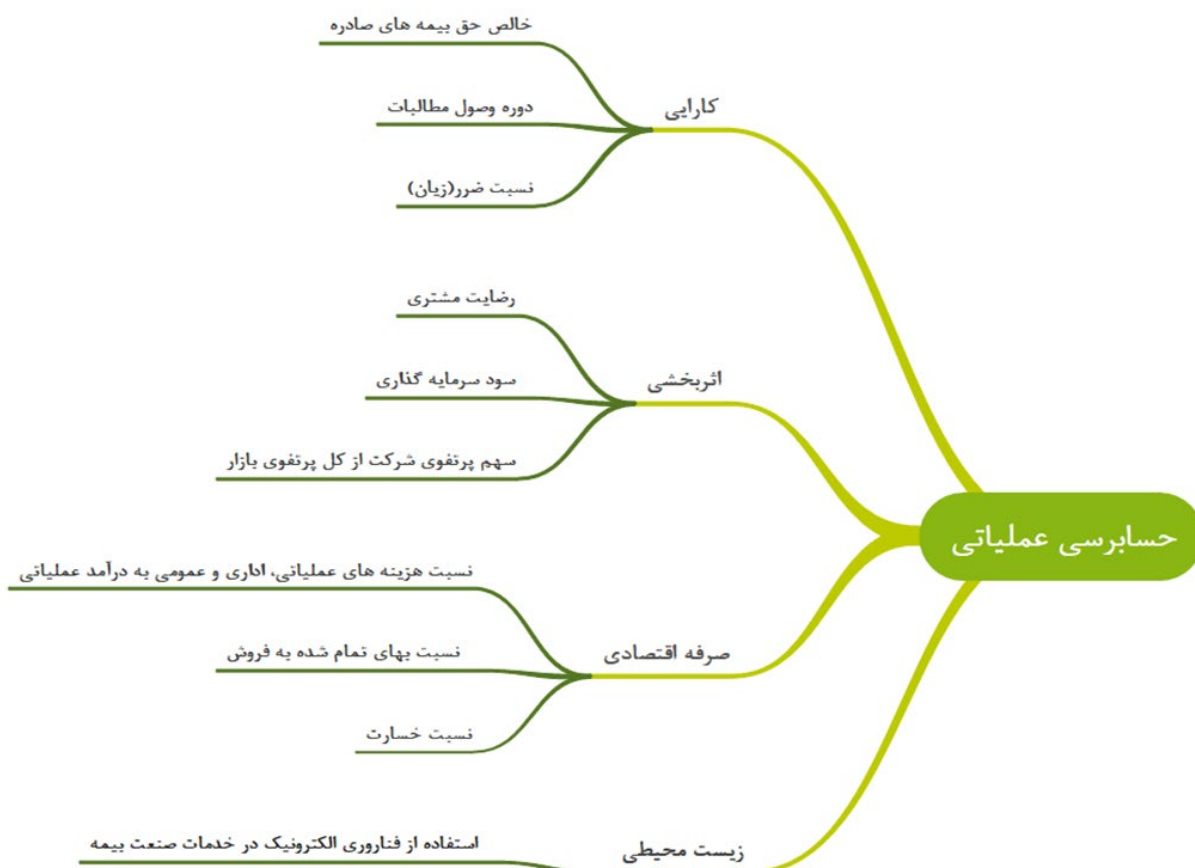 حسابرسی عملیاتی
کارایی
خالص حق بیمه های صادره
دوره وصول مطالبات
نسبت ضرر(زیان)
اثربخشی
رضایت مشتری
سود سرمایه گذاری
سهم پرتفوی شرکت از کل پرتفوی بازار
صرفه اقتصادی
نسبت هزینه های عملیاتی، اداری و عمومی به درآمد عملیاتی
نسبت بهای تمام شده به فروش
نسبت خسارت
زیست محیطی
استفاده از فناروری الکترونیک در خدمات صنعت بیمه